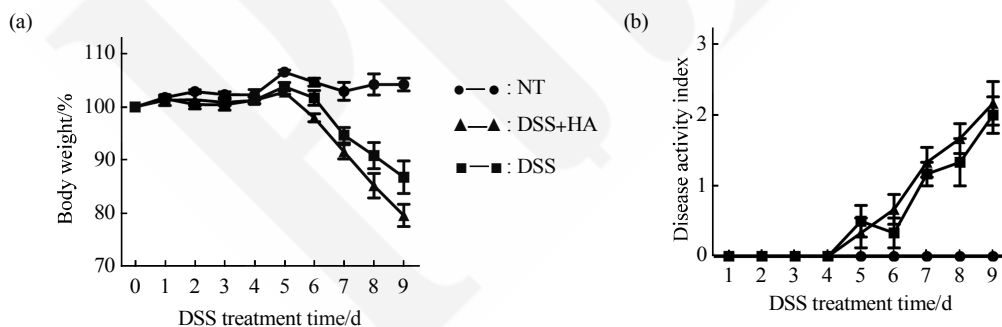 (a)
110
100
90
80
70
Body weight/%
0 1 2 3 4 5 6 7 8 9
DSS treatment time/d
: NT
: DSS+HA
: DSS
(b)
3
2
1
0
Disease activity index
1 2 3 4 5 6 7 8 9
DSS treatment time/d